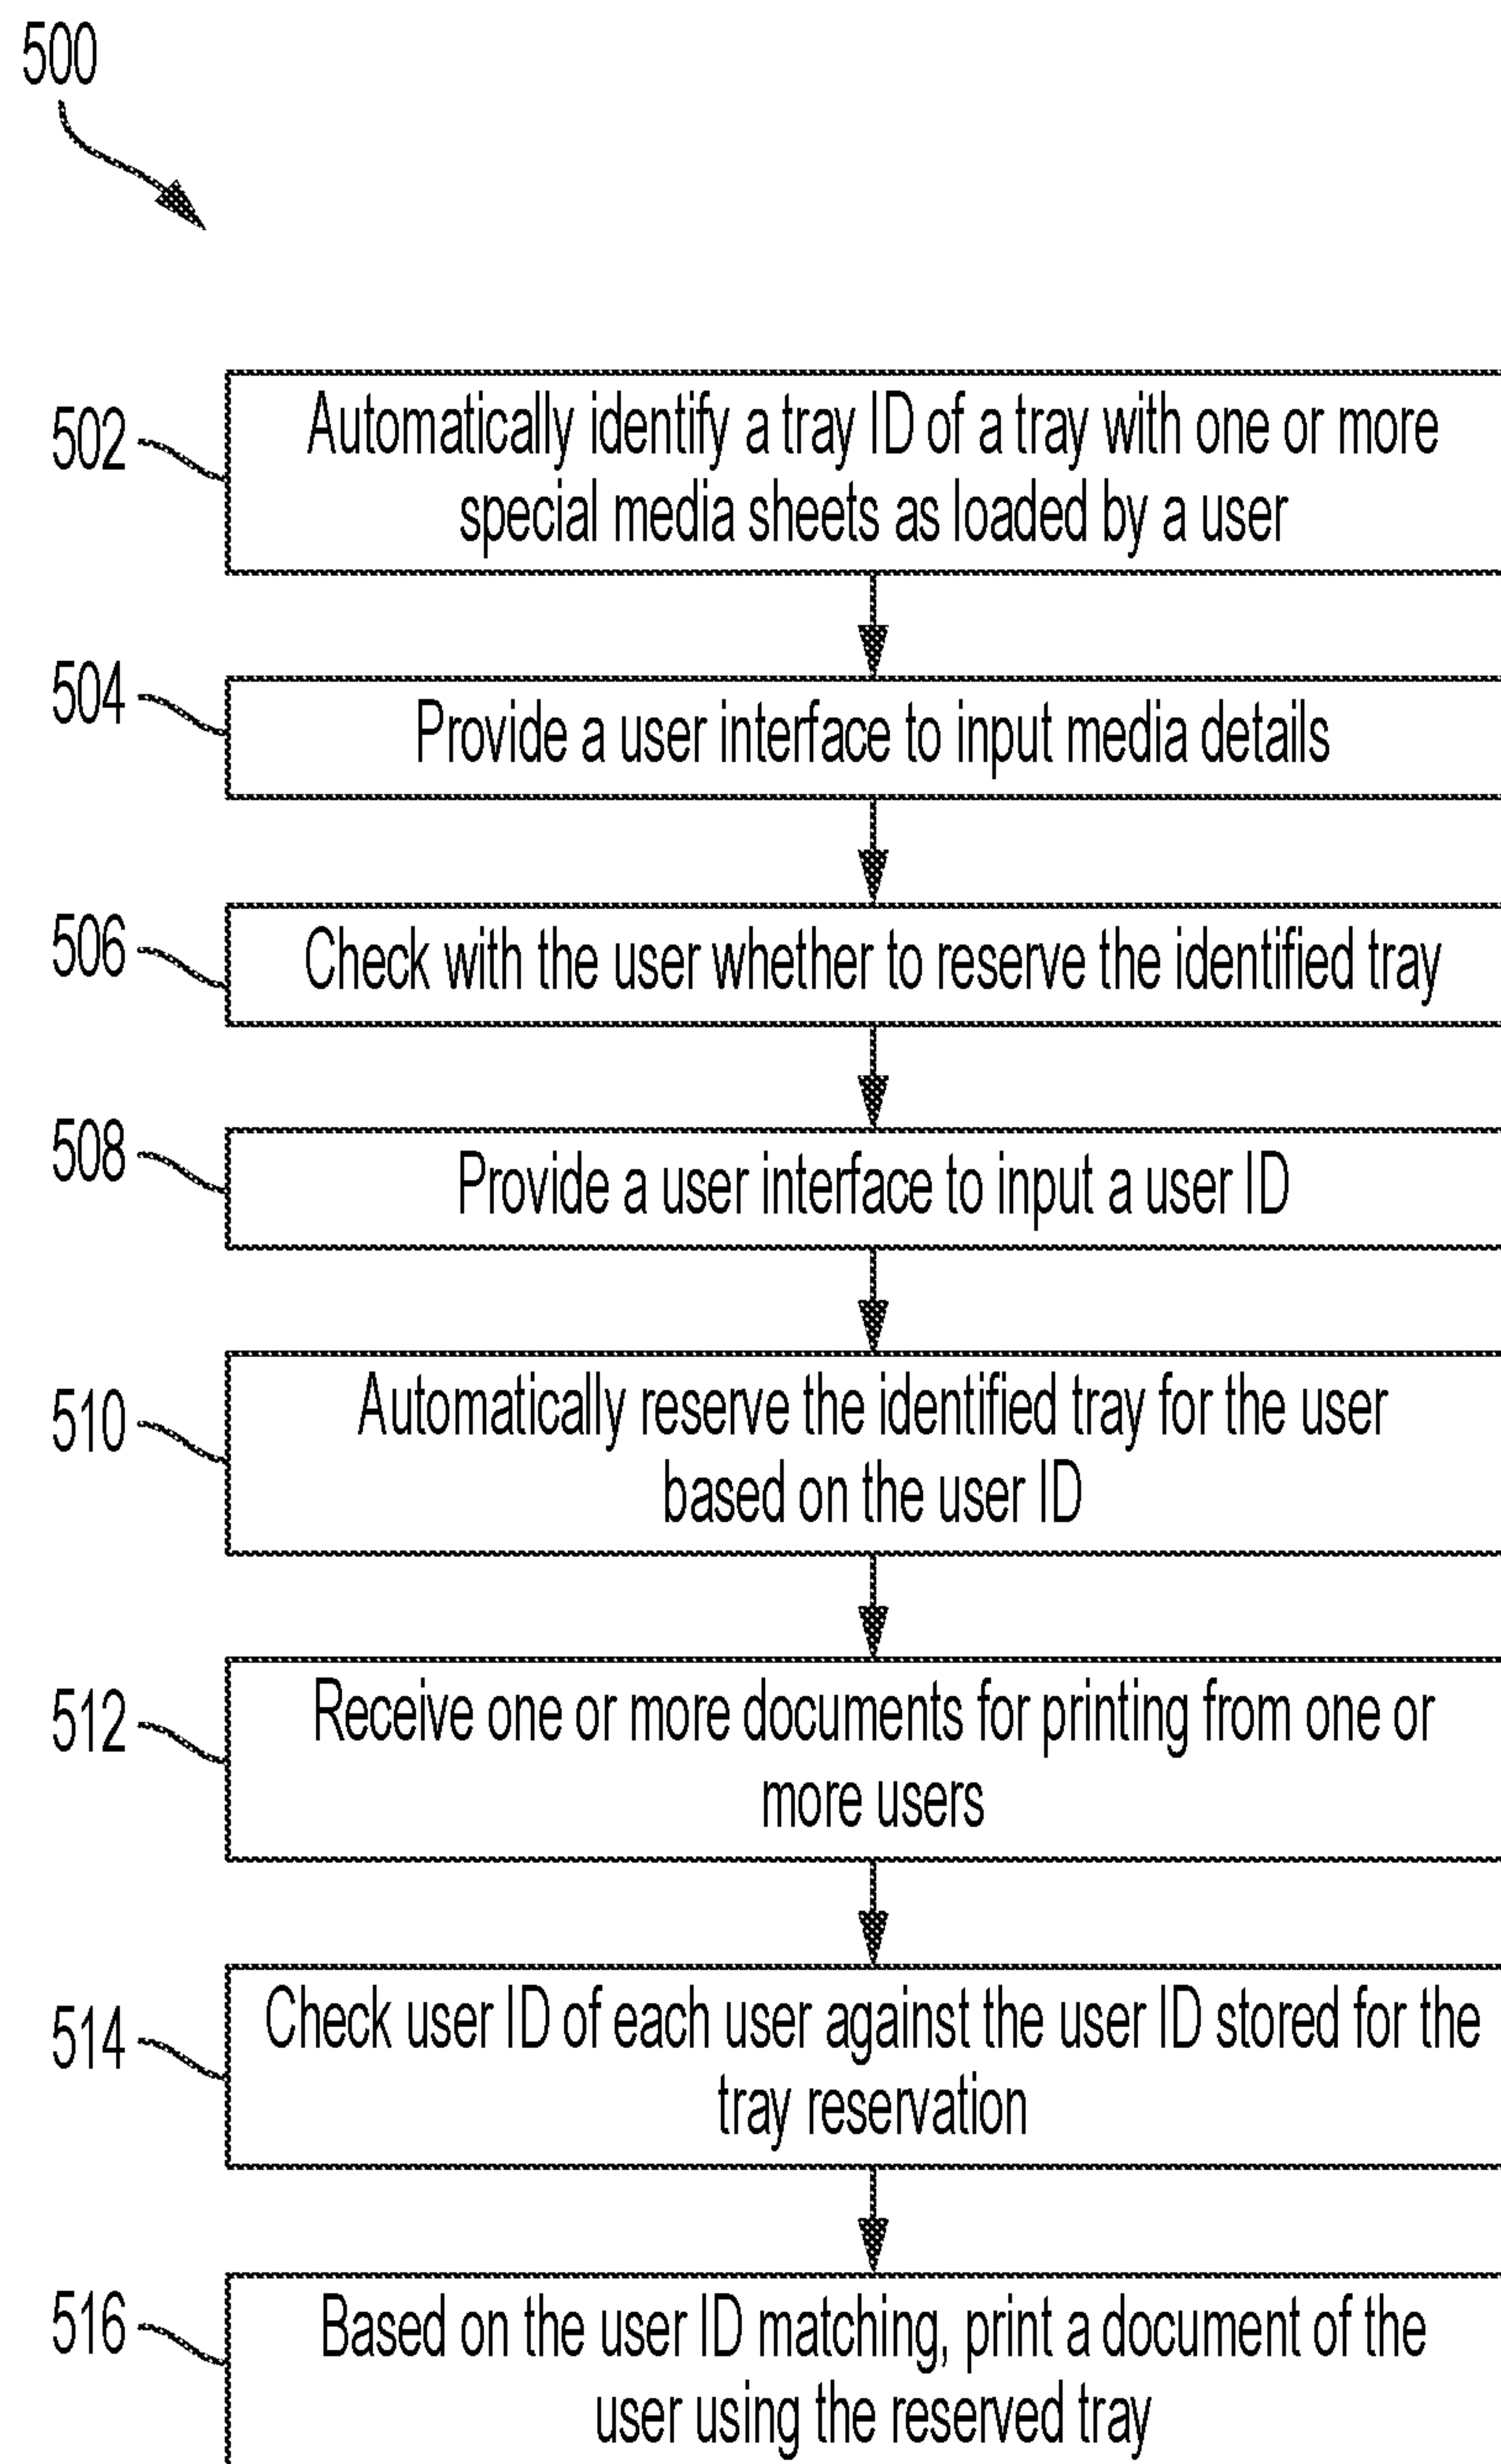 500
502
Automatically identify a tray ID of a tray with one or more
special media sheets as loaded by a user
504
Provide a user interface to input media details
506
Check with the user whether to reserve the identified tray
508
Provide a user interface to input a user ID
510
Automatically reserve the identified tray for the user
based on the user ID
512
Receive one or more documents for printing from one or
more users
514
Check user ID of each user against the user ID stored for the
tray reservation
516
Based on the user ID matching, print a document of the
user using the reserved tray